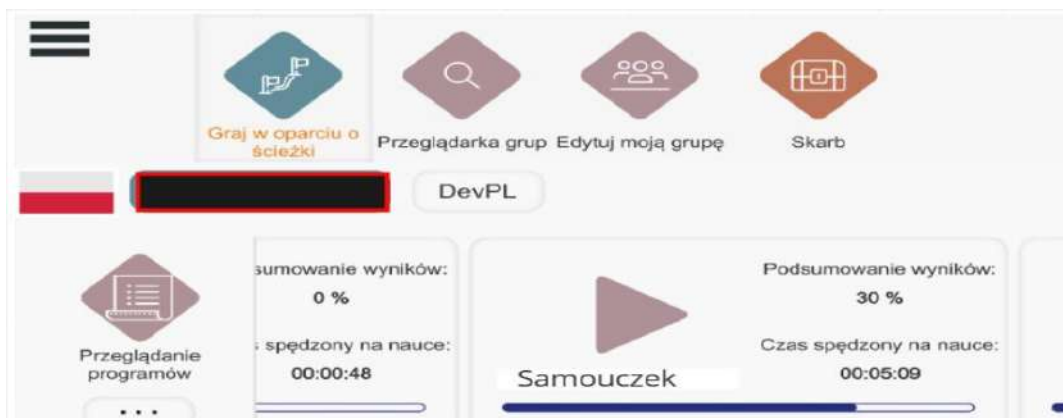 Graj w oparciu o
ścieżki
Przeglądarka grup
Edytuj moją grupę
Skarb
DevPL
Przeglądanie
programów
...
sumowanie wyników:
0 %
spędzony na nauce:
00:00:48
Samouczek
Podsumowanie wyników:
30 %
Czas spędzony na nauce:
00:05:09